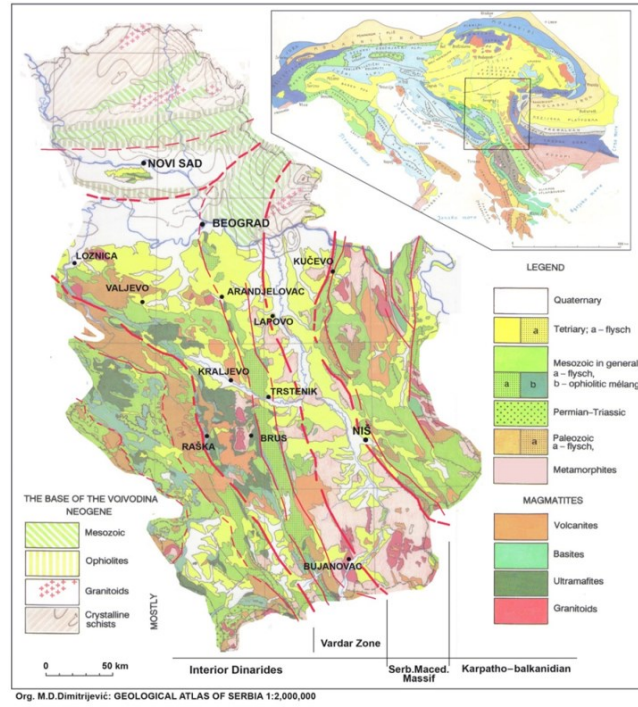 NOVI SAD
BEOGRAD
LOZNICA
KUČEVO
VALJEVO
ARANDJELOVAC
LAPOVO
KRALJEVO
TRSTENIK
RAŠKA
BRUS
NIŠ
BUJANOVAC
LEGEND
Quaternary
a
Tetriary; a – flysch
Mesozoic in general
a – flysch,
b – ophiolitic mélang
a
b
Permian–Triassic
a
Paleozoic
a – flysch,
Metamorphites
MAGMATITES
Volcanites
Basites
Ultramafites
Granitoids
THE BASE OF THE VOJVODINA
NEOGENE
Mesozoic
Ophiolites
Granitoids
Crystalline
schists
MOSTLY
0 50 km
Interior Dinarides
Vardar Zone
Serb.Maced.
Massif
Karpatho–balkanidian
Org. M.D.Dimitrijević: GEOLOGICAL ATLAS OF SERBIA 1:2,000,000